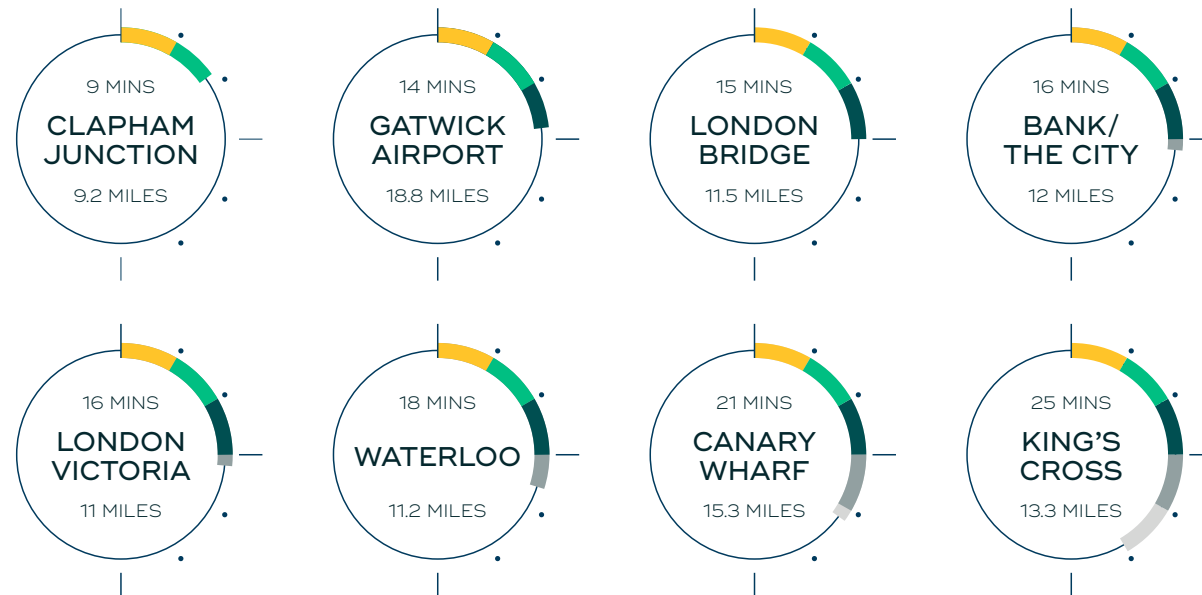 9 MINS
CLAPHAM
JUNCTION
9.2 MILES
14 MINS
GATWICK
AIRPORT
18.8 MILES
15 MINS
LONDON
BRIDGE
11.5 MILES
16 MINS
BANK/
THE CITY
12 MILES
16 MINS
LONDON
VICTORIA
11 MILES
18 MINS
WATERLOO
11.2 MILES
21 MINS
CANARY
WHARF
15.3 MILES
25 MINS
KING'S
CROSS
13.3 MILES